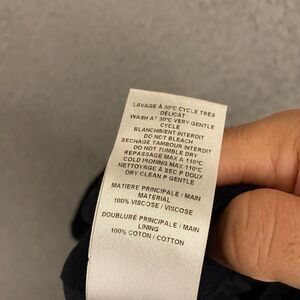 LAVAGE À 30°C CYCLE TRÈS
DÉLICAT
WASH AT 30°C VERY GENTLE
CYCLE
BLANCHIMENT INTERDIT
DO NOT BLEACH
SECHAGE TAMBOUR INTERDIT
DO NOT TUMBLE DRY
REPASSAGE MAX A 110°C
COLD IRONING MAX 110°C
NETTOYAGE À SEC P DOUX
DRY CLEAN P GENTLE
MATIERE PRINCIPALE / MAIN
MATERIAL
100% VISCOSE / VISCOSE
DOUBLURE PRINCIPALE / MAIN
LINING
100% COTON / COTTON